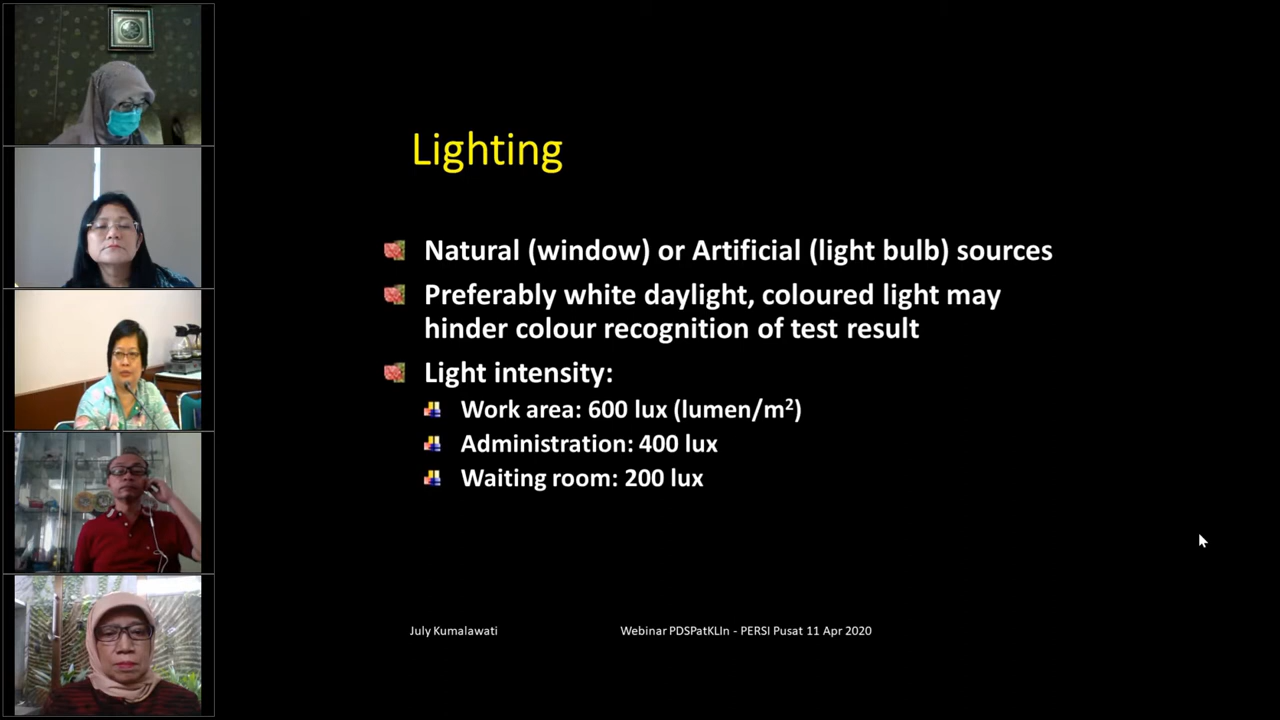 Lighting
Natural (window) or Artificial (light bulb) sources
Preferably white daylight, coloured light may
hinder colour recognition of test result
Light intensity:
Work area: 600 lux (lumen/m²)
Administration: 400 lux
Waiting room: 200 lux
July Kumalawati
Webinar PDSPatKLIn - PERSI Pusat 11 Apr 2020